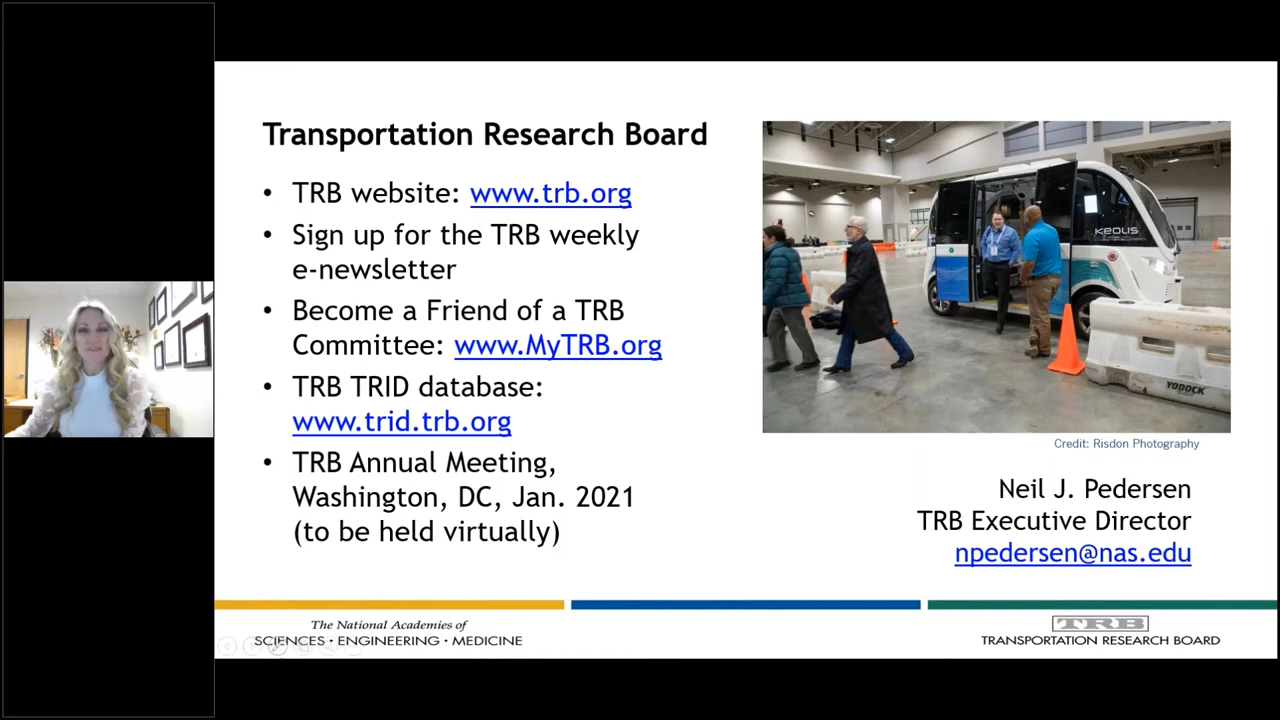 Transportation Research Board
• TRB website: www.trb.org
• Sign up for the TRB weekly
e-newsletter
• Become a Friend of a TRB
Committee: www.MyTRB.org
• TRB TRID database:
www.trid.trb.org
• TRB Annual Meeting,
Washington, DC, Jan. 2021
(to be held virtually)
KEOLIS
YODOCK
Credit: Risdon Photography
Neil J. Pedersen
TRB Executive Director
npedersen@nas.edu
The National Academies of
SCIENCES • ENGINEERING • MEDICINE
TRB
TRANSPORTATION RESEARCH BOARD